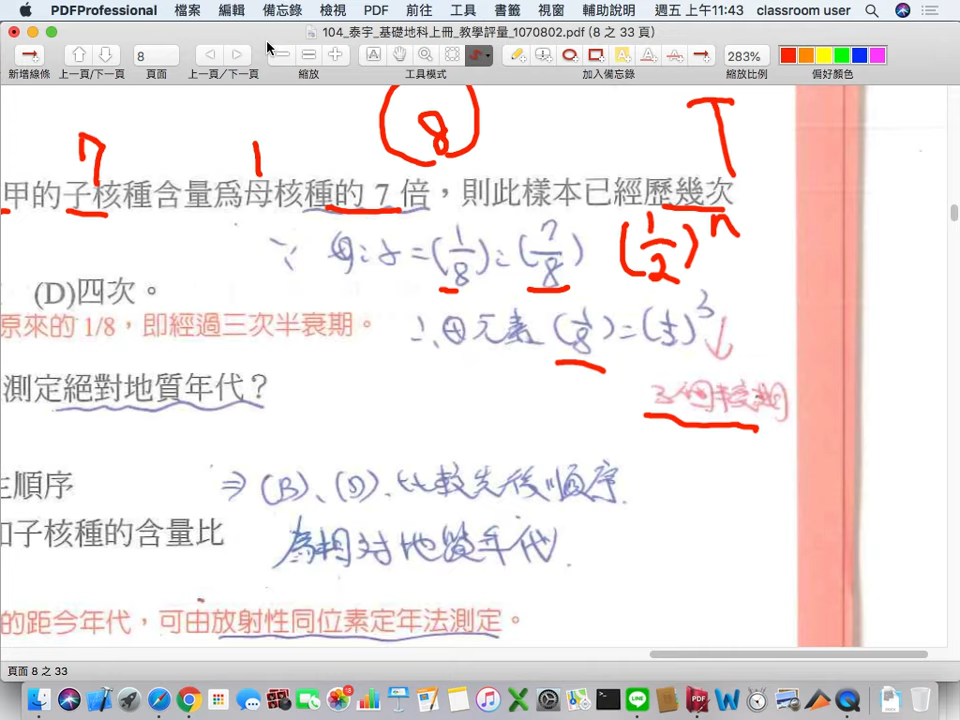 PDFProfessional 檔案 編輯 備忘錄 檢視 PDF 前往 工具 書籤 視窗 輔助說明 週五 上午11:43 classroom user
104_泰宇_基礎地科上冊_教學評量_1070802.pdf (8 之 33 頁)
8 283%
新增線條 上一頁/下一頁 頁面 上一頁/下一頁 縮放 工具模式 加入備忘錄 縮放比例 偏好顏色
7 1 8 T
甲的子核種含量為母核種的 7 倍，則此樣本已經歷幾次
∵ 母:子=(1/8):(7/8) (1/2)^n
(D)四次。
原來的 1/8，即經過三次半衰期。
∴母元素(1/8)=(1/2)^3
測定絕對地質年代？
3個半衰期
生順序
⇒(B)、(D)、比較先後順序
和子核種的含量比
為相對地質年代.
的距今年代，可由放射性同位素定年法測定。
頁面 8 之 33
18